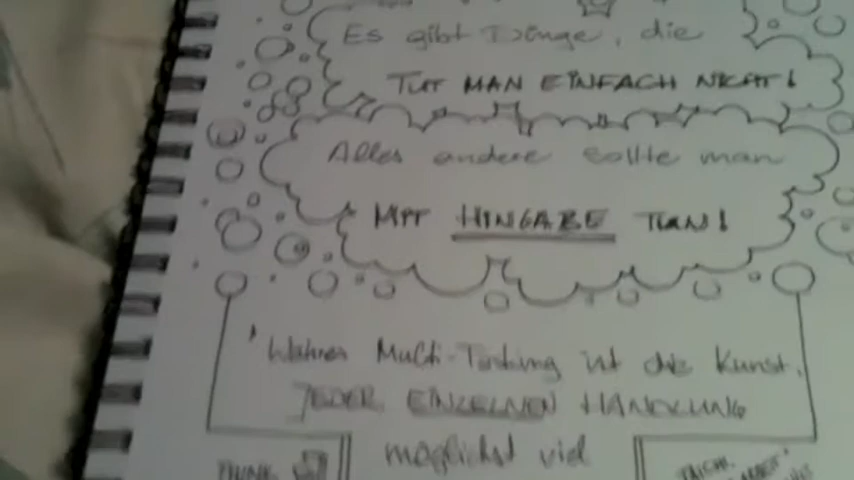 Es gibt Dinge, die
TUT MAN EINFACH NICHT!
Alles andere sollte man
MIT HINGABE TUN!
Wahres Multi-Tasking ist die Kunst,
JEDER EINZELNEN HANDLUNG
möglichst viel